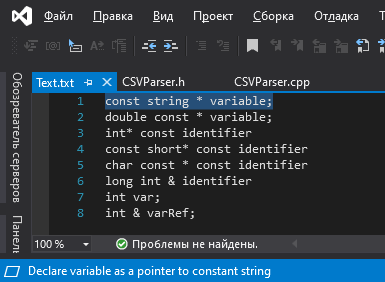 Файл Правка Вид Проект Сборка Отладка
Text.txt CSVParser.h CSVParser.cpp
Обозреватель серверов
Панель
1 const string * variable;
2 double const * variable;
3 int* const identifier
4 const short* const identifier
5 char const * const identifier
6 long int & identifier
7 int var;
8 int & varRef;
100 % Проблемы не найдены.
Declare variable as a pointer to constant string